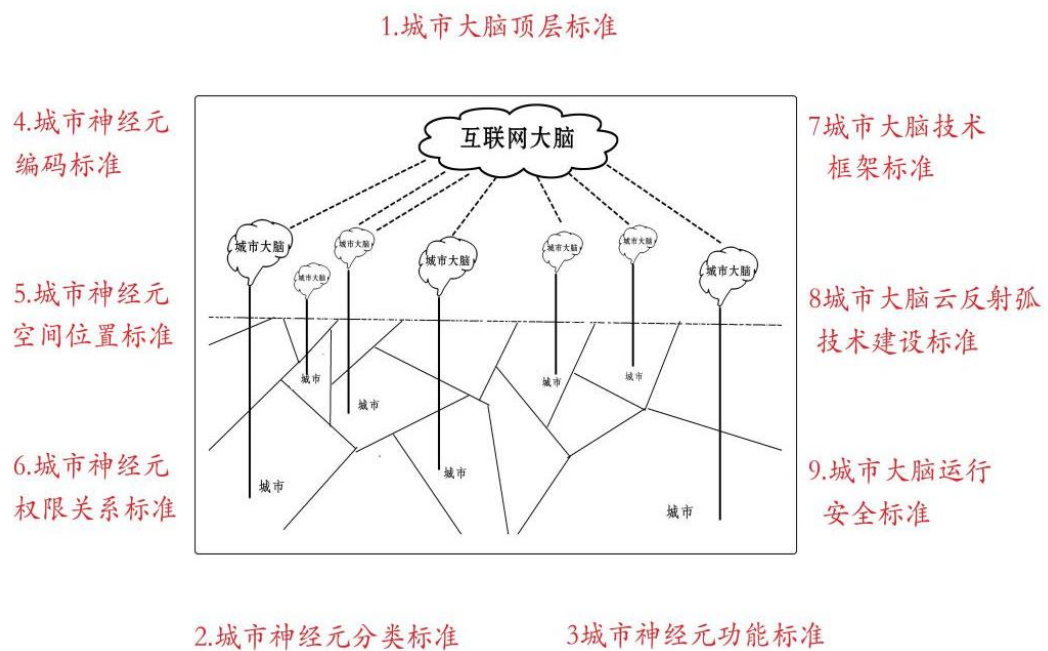 1.城市大脑顶层标准
4.城市神经元
编码标准
互联网大脑
7城市大脑技术
框架标准
城市大脑
城市大脑
城市大脑
城市大脑
城市大脑
城市大脑
城市大脑
5.城市神经元
空间位置标准
8城市大脑云反射弧
技术建设标准
城市
城市
城市
城市
6.城市神经元
权限关系标准
城市
城市
城市
9.城市大脑运行
安全标准
2.城市神经元分类标准
3城市神经元功能标准